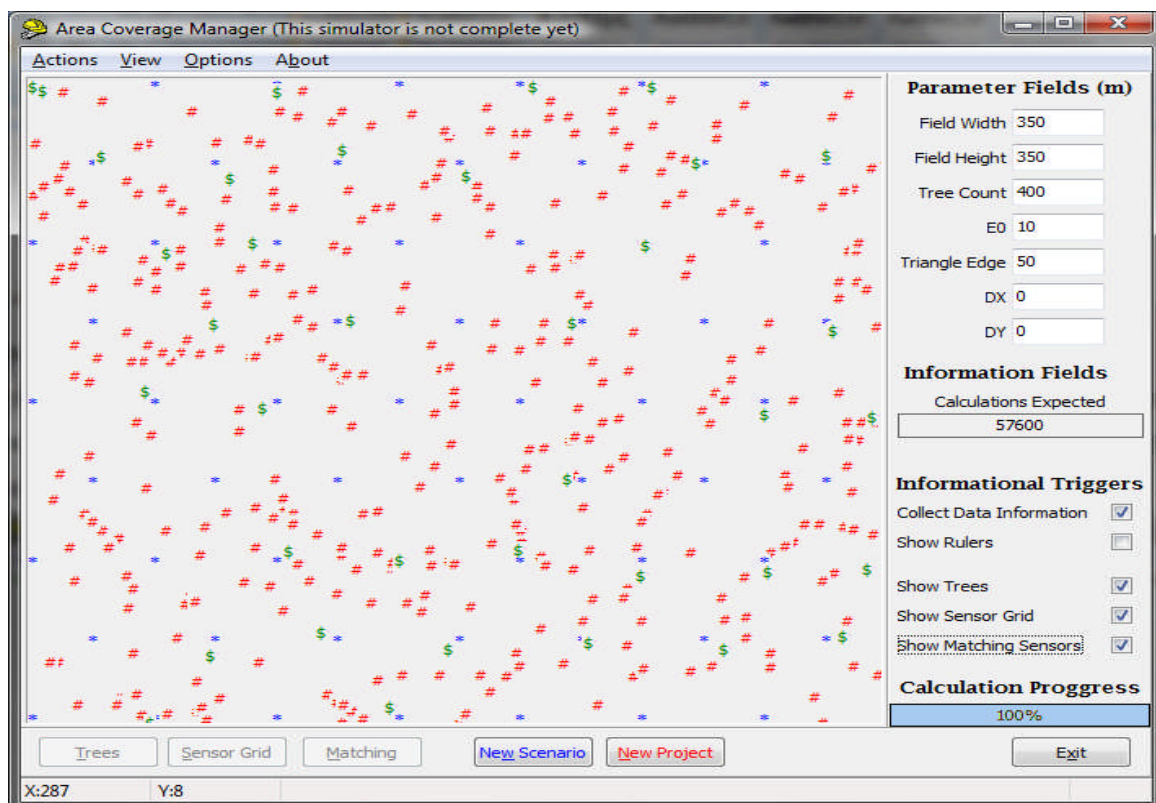 Area Coverage Manager (This simulator is not complete yet)
Actions View Options About
Parameter Fields (m)
Field Width 350
Field Height 350
Tree Count 400
E0 10
Triangle Edge 50
DX 0
DY 0
Information Fields
Calculations Expected
57600
Informational Triggers
Collect Data Information
Show Rulers
Show Trees
Show Sensor Grid
Show Matching Sensors
Calculation Proggress
100%
Trees Sensor Grid Matching New Scenario New Project Exit
X:287 Y:8